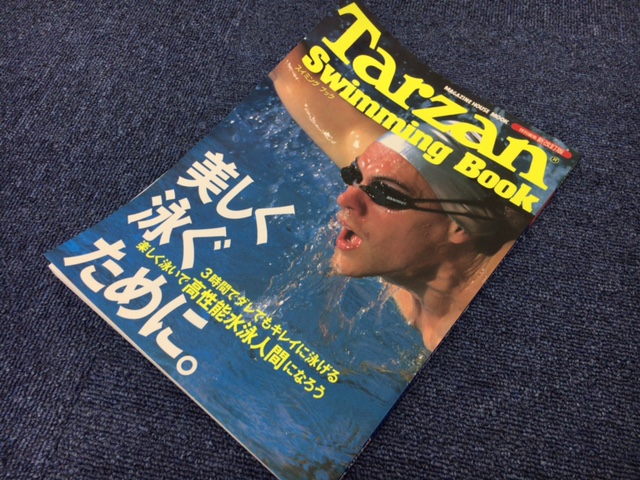 Tarzan®
Swimming Book
スイミング ブック
MAGAZINE HOUSE MOOK
美しく
泳ぐ
ために。
3時間でダレでもキレイに泳げる
楽しく泳いで高性能水泳人間になろう